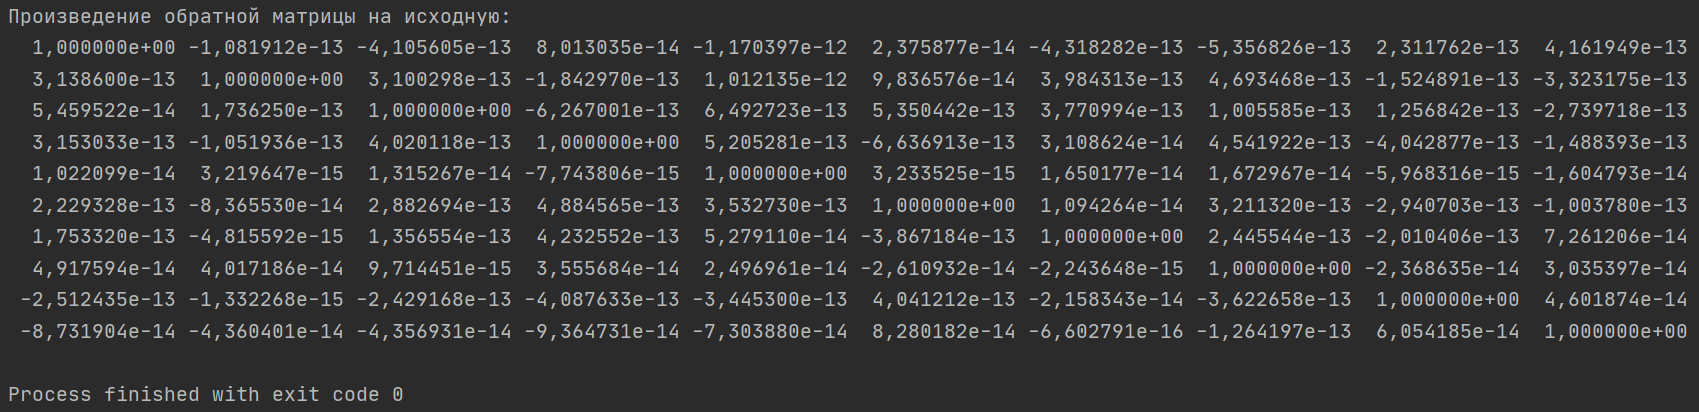 Произведение обратной матрицы на исходную:
1,000000e+00 -1,081912e-13 -4,105605e-13 8,013035e-14 -1,170397e-12 2,375877e-14 -4,318282e-13 -5,356826e-13 2,311762e-13 4,161949e-13
3,138600e-13 1,000000e+00 3,100298e-13 -1,842970e-13 1,012135e-12 9,836576e-14 3,984313e-13 4,693468e-13 -1,524891e-13 -3,323175e-13
5,459522e-14 1,736250e-13 1,000000e+00 -6,267001e-13 6,492723e-13 5,350442e-13 3,770994e-13 1,005585e-13 1,256842e-13 -2,739718e-13
3,153033e-13 -1,051936e-13 4,020118e-13 1,000000e+00 5,205281e-13 -6,636913e-13 3,108624e-14 4,541922e-13 -4,042877e-13 -1,488393e-13
1,022099e-14 3,219647e-15 1,315267e-14 -7,743806e-15 1,000000e+00 3,233525e-15 1,650177e-14 1,672967e-14 -5,968316e-15 -1,604793e-14
2,229328e-13 -8,365530e-14 2,882694e-13 4,884565e-13 3,532730e-13 1,000000e+00 1,094264e-14 3,211320e-13 -2,940703e-13 -1,003780e-13
1,753320e-13 -4,815592e-15 1,356554e-13 4,232552e-13 5,279110e-14 -3,867184e-13 1,000000e+00 2,445544e-13 -2,010406e-13 7,261206e-14
4,917594e-14 4,017186e-14 9,714451e-15 3,555684e-14 2,496961e-14 -2,610932e-14 -2,243648e-15 1,000000e+00 -2,368635e-14 3,035397e-14
-2,512435e-13 -1,332268e-15 -2,429168e-13 -4,087633e-13 -3,445300e-13 4,041212e-13 -2,158343e-14 -3,622658e-13 1,000000e+00 4,601874e-14
-8,731904e-14 -4,360401e-14 -4,356931e-14 -9,364731e-14 -7,303880e-14 8,280182e-14 -6,602791e-16 -1,264197e-13 6,054185e-14 1,000000e+00
Process finished with exit code 0